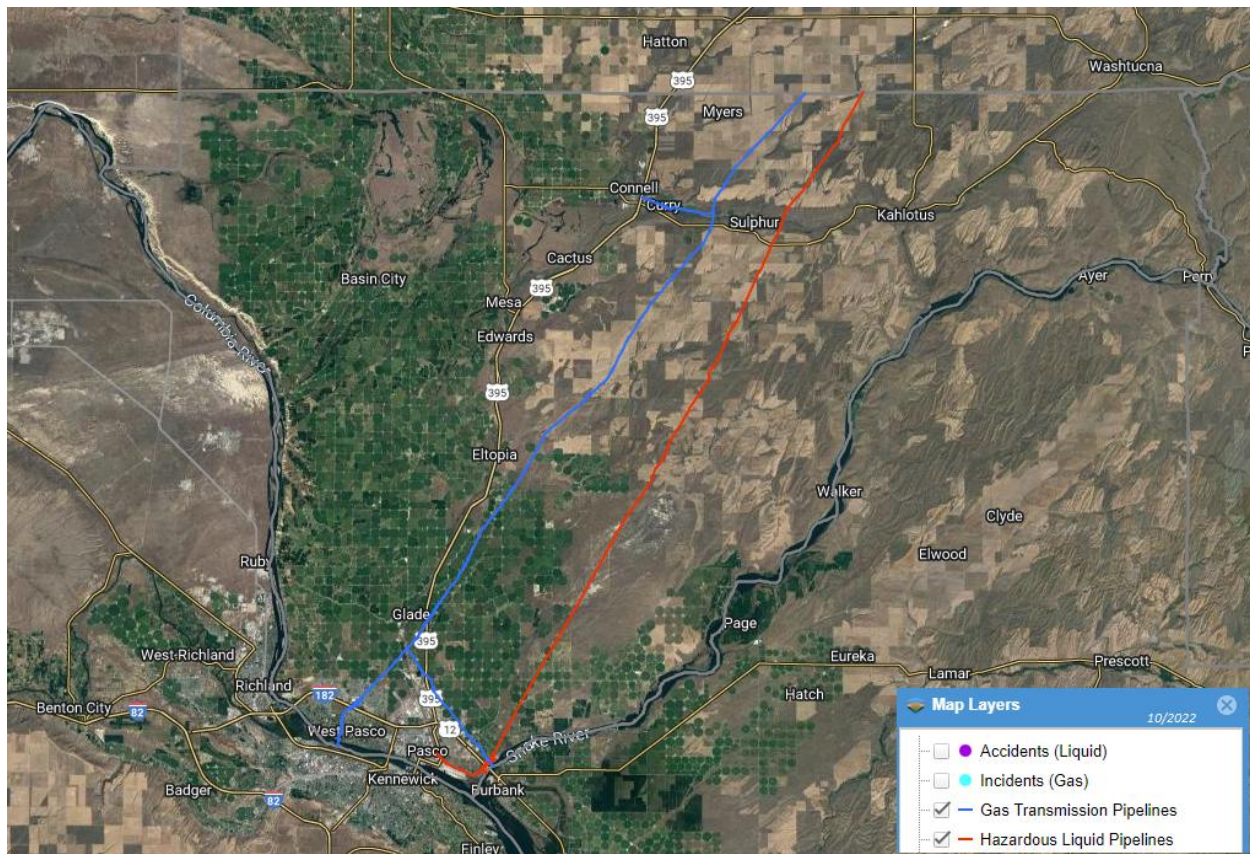 Hatton
395
Washtucna
Myers
395
Connell
Curry
Sulphur
Kahlotus
Cactus
Basin City
Ayer
Perry
395
Mesa
Columbia River
Edwards
395
Eltopia
Walker
Clyde
Elwood
Ruby
Glade
Page
395
West Richland
Eureka
Prescott
Lamar
Richland
182
Hatch
395
Benton City
82
Map Layers
10/2022
12
West Pasco
Snake River
Pasco
Accidents (Liquid)
Kennewick
Incidents (Gas)
Badger
Burbank
82
Gas Transmission Pipelines
Hazardous Liquid Pipelines
Finley